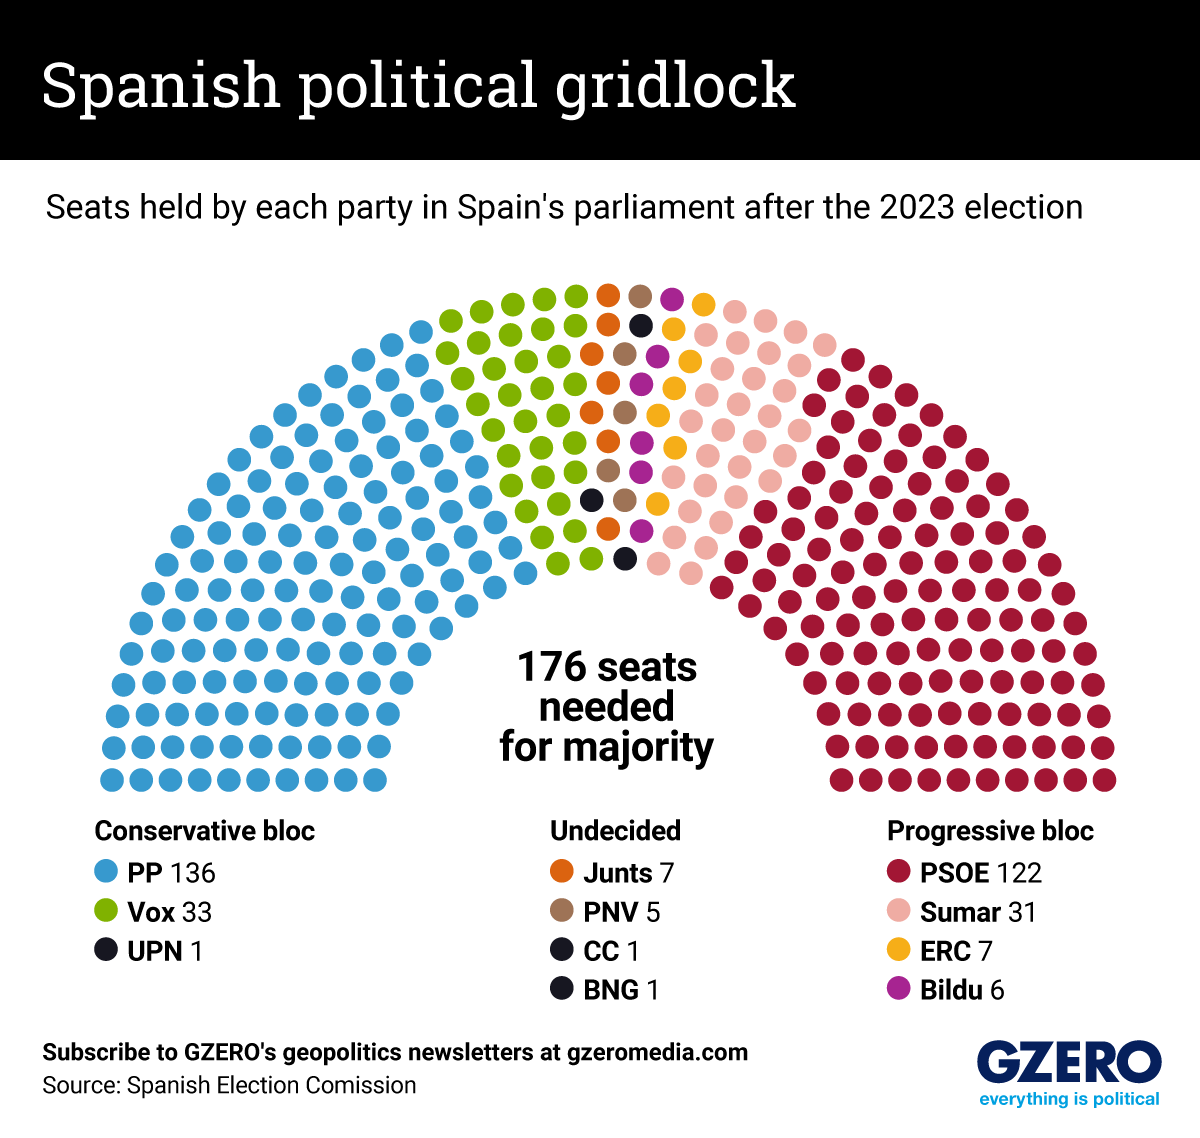 Spanish political gridlock
Seats held by each party in Spain's parliament after the 2023 election
176 seats
needed
for majority
Conservative bloc
PP 136
Vox 33
UPN 1
Undecided
Junts 7
PNV 5
CC 1
BNG 1
Progressive bloc
PSOE 122
Sumar 31
ERC 7
Bildu 6
Subscribe to GZERO's geopolitics newsletters at gzeromedia.com
Source: Spanish Election Comission
GZERO
everything is political